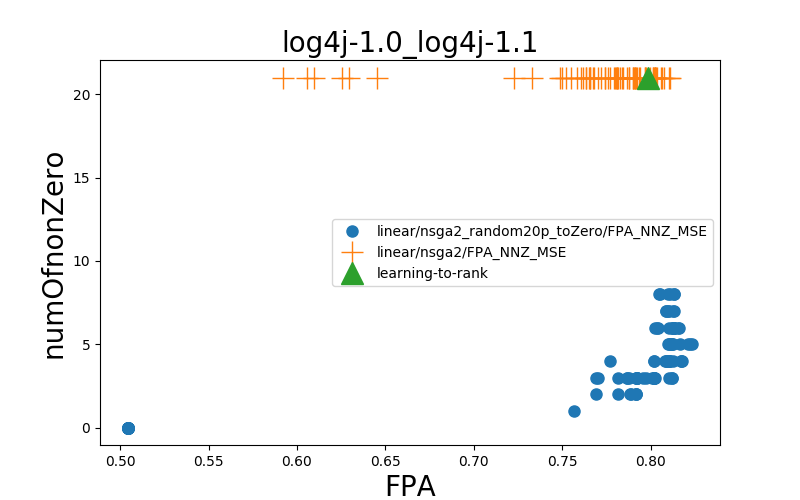 log4j-1.0_log4j-1.1
numOfnonZero
20
15
10
5
0
linear/nsga2_random20p_toZero/FPA_NNZ_MSE
linear/nsga2/FPA_NNZ_MSE
learning-to-rank
0.50 0.55 0.60 0.65 0.70 0.75 0.80
FPA